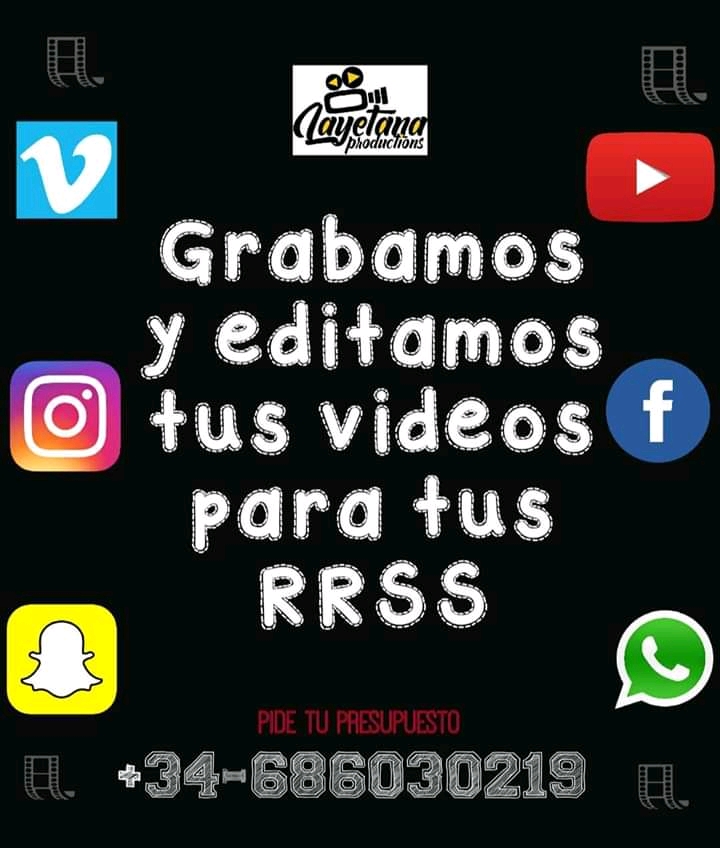 Layetana
productions
Grabamos
y editamos
tus videos
para tus
RRSS
PIDE TU PRESUPUESTO
+34-686030219